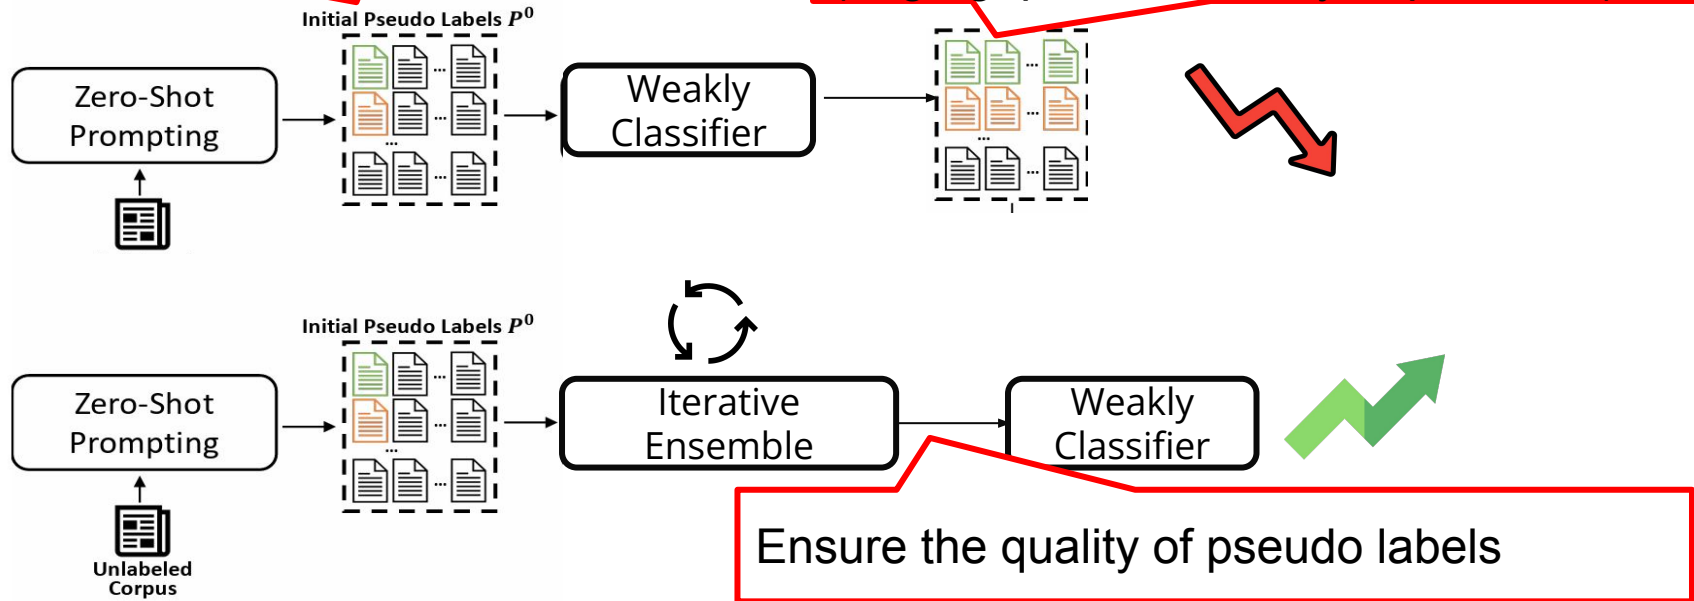 Initial Pseudo Labels P⁰
Zero-Shot
Prompting
...
...
...
...
Weakly
Classifier
...
...
...
...
Initial Pseudo Labels P⁰
Zero-Shot
Prompting
...
...
...
...
Iterative
Ensemble
Weakly
Classifier
Ensure the quality of pseudo labels
Unlabeled
Corpus